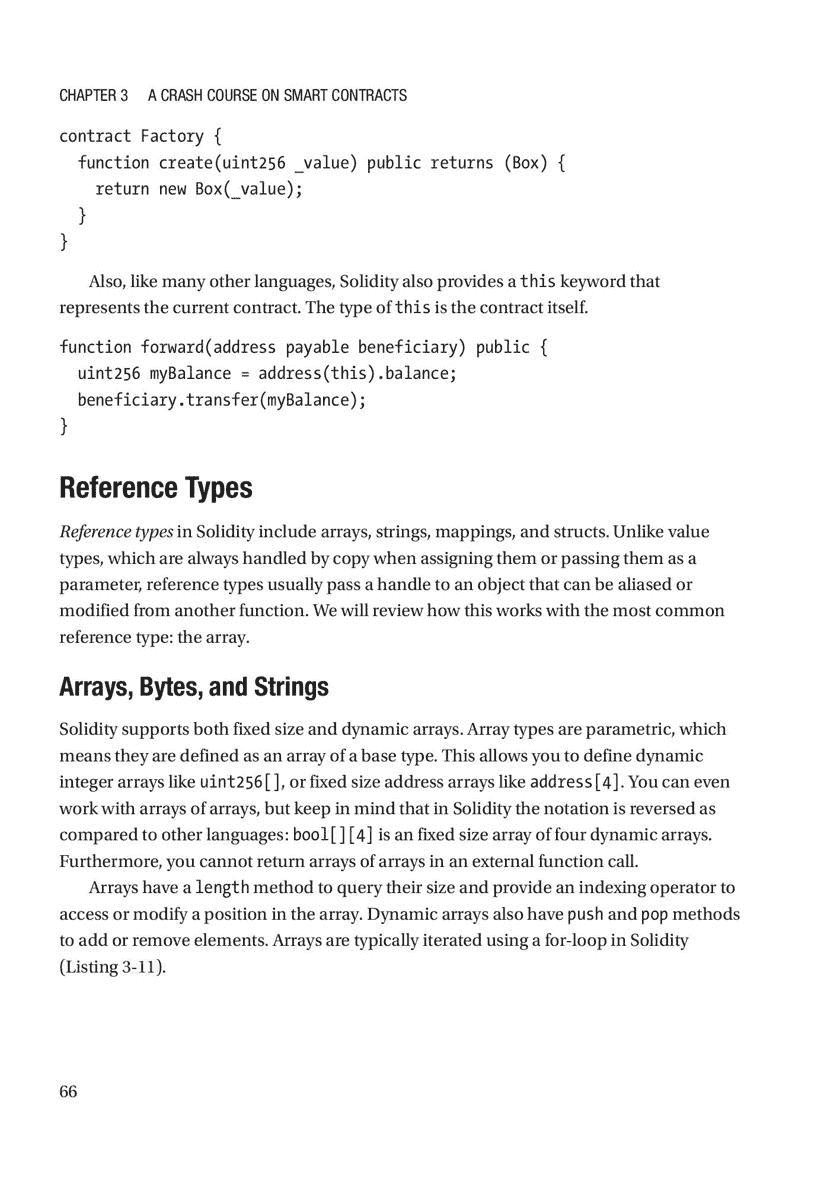 CHAPTER 3 A CRASH COURSE ON SMART CONTRACTS
contract Factory {
  function create(uint256 _value) public returns (Box) {
    return new Box(_value);
  }
}
Also, like many other languages, Solidity also provides a this keyword that
represents the current contract. The type of this is the contract itself.
function forward(address payable beneficiary) public {
  uint256 myBalance = address(this).balance;
  beneficiary.transfer(myBalance);
}
Reference Types
Reference types in Solidity include arrays, strings, mappings, and structs. Unlike value
types, which are always handled by copy when assigning them or passing them as a
parameter, reference types usually pass a handle to an object that can be aliased or
modified from another function. We will review how this works with the most common
reference type: the array.
Arrays, Bytes, and Strings
Solidity supports both fixed size and dynamic arrays. Array types are parametric, which
means they are defined as an array of a base type. This allows you to define dynamic
integer arrays like uint256[], or fixed size address arrays like address[4]. You can even
work with arrays of arrays, but keep in mind that in Solidity the notation is reversed as
compared to other languages: bool[][4] is an fixed size array of four dynamic arrays.
Furthermore, you cannot return arrays of arrays in an external function call.
Arrays have a length method to query their size and provide an indexing operator to
access or modify a position in the array. Dynamic arrays also have push and pop methods
to add or remove elements. Arrays are typically iterated using a for-loop in Solidity
(Listing 3-11).
66